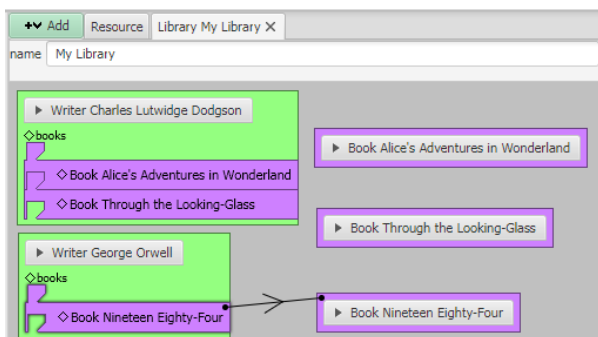 Add Resource Library My Library
name My Library
Writer Charles Lutwidge Dodgson
books
Book Alice's Adventures in Wonderland
Book Through the Looking-Glass
Book Alice's Adventures in Wonderland
Book Through the Looking-Glass
Writer George Orwell
books
Book Nineteen Eighty-Four
Book Nineteen Eighty-Four